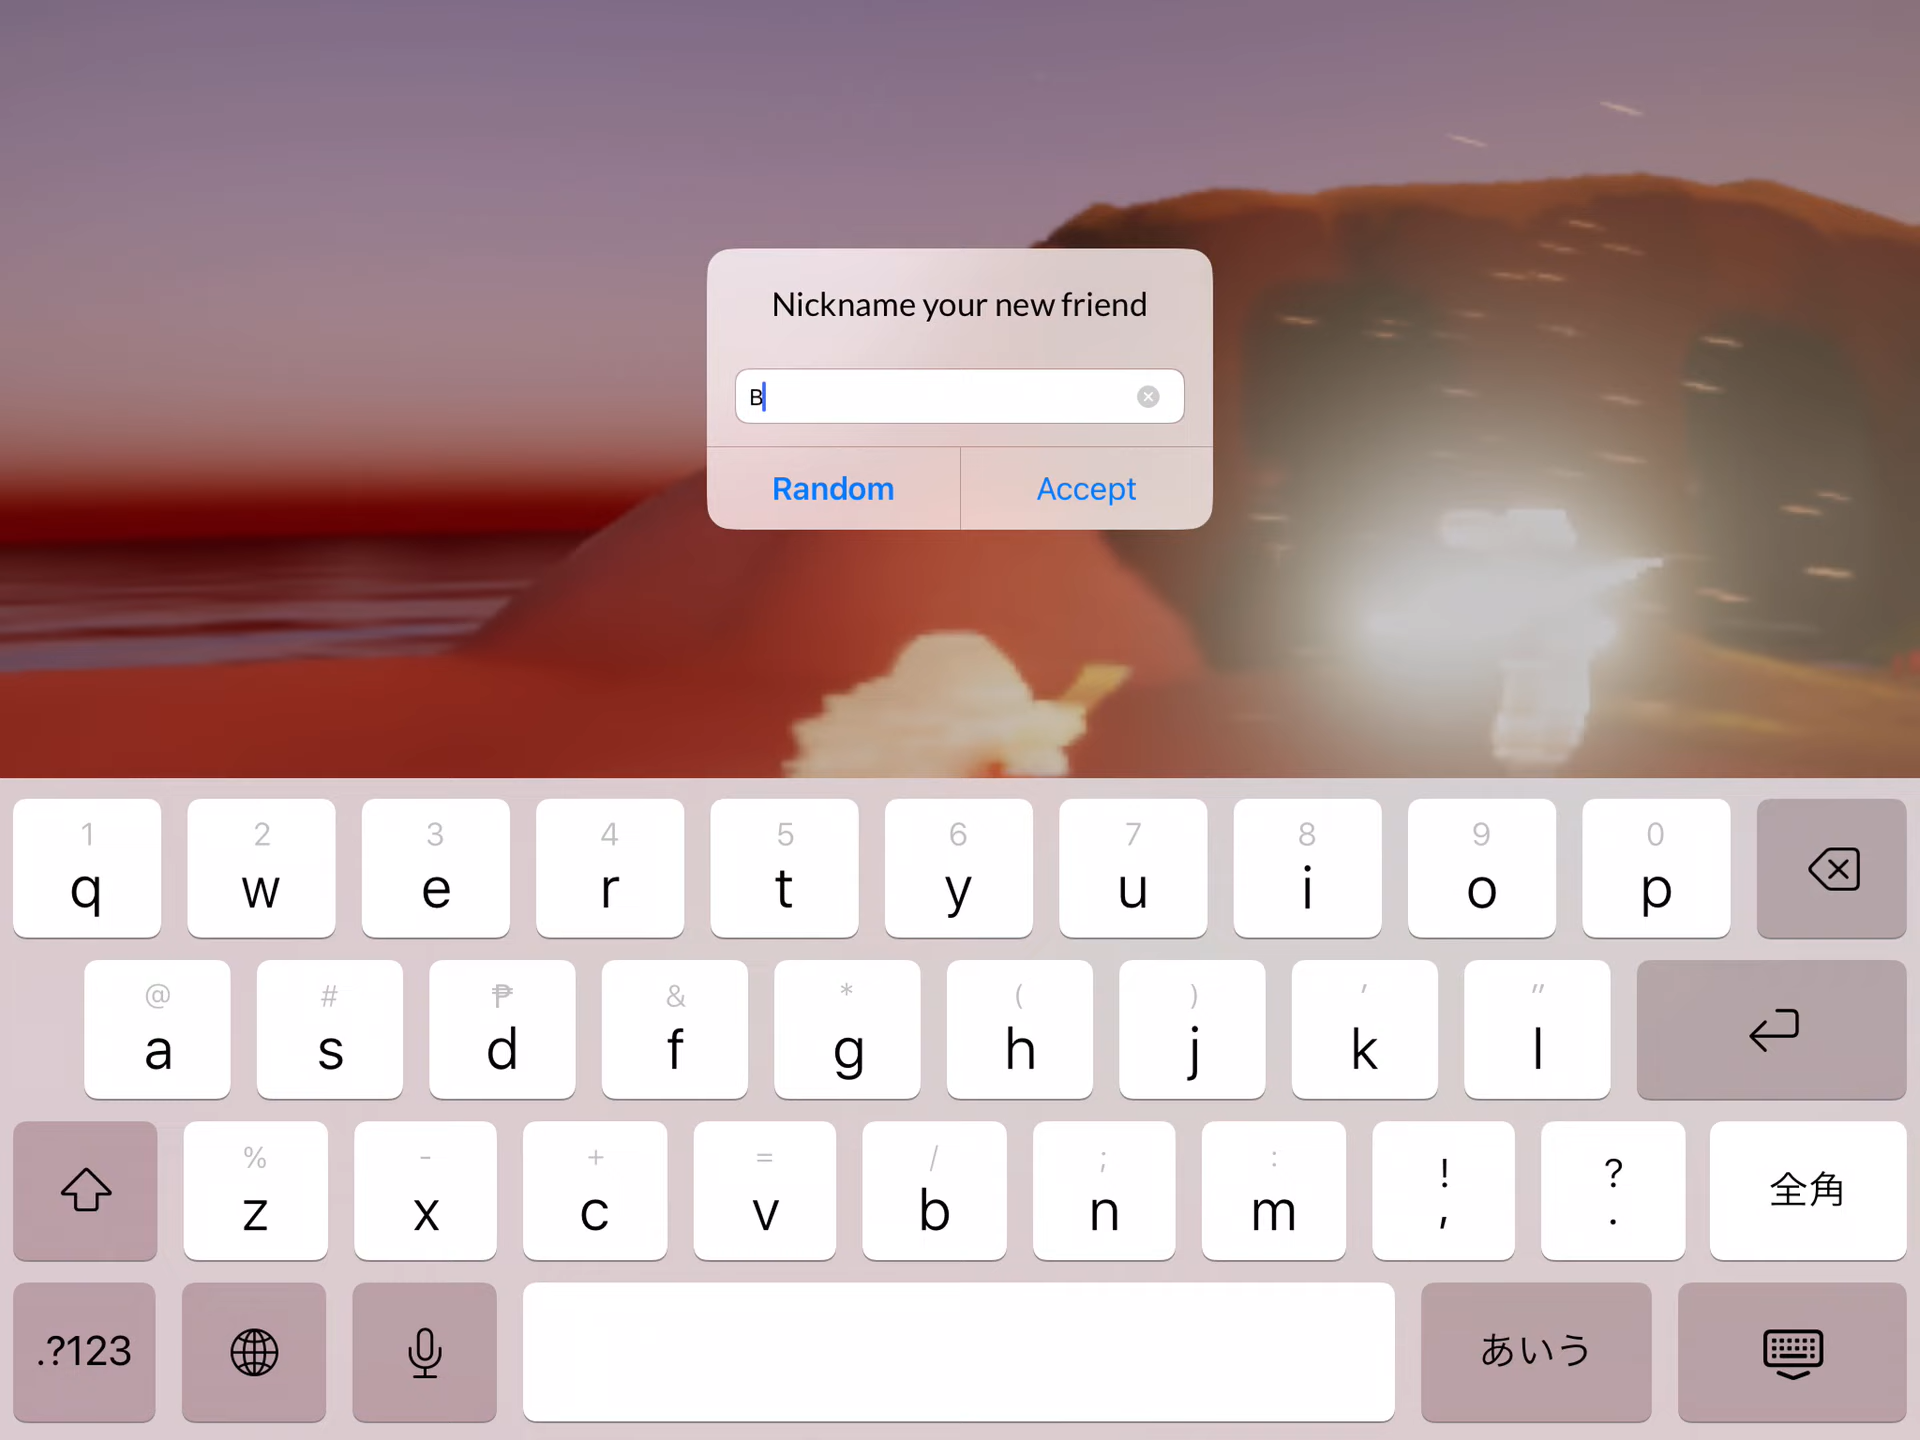 Nickname your new friend
B
Random Accept
1 2 3 4 5 6 7 8 9 0
q w e r t y u i o p
@ # ₱ & * ( ) ' "
a s d f g h j k l
% - + = / ; : ! ?
z x c v b n m , . 全角
.?123 あいう